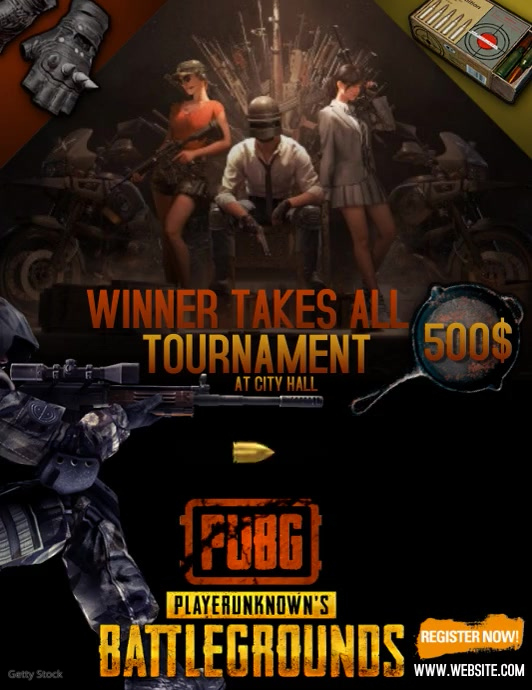 WINNER TAKES ALL
TOURNAMENT
500$
AT CITY HALL
PUBG
PLAYERUNKNOWN'S
BATTLEGROUNDS
REGISTER NOW!
WWW.WEBSITE.COM
Getty Stock